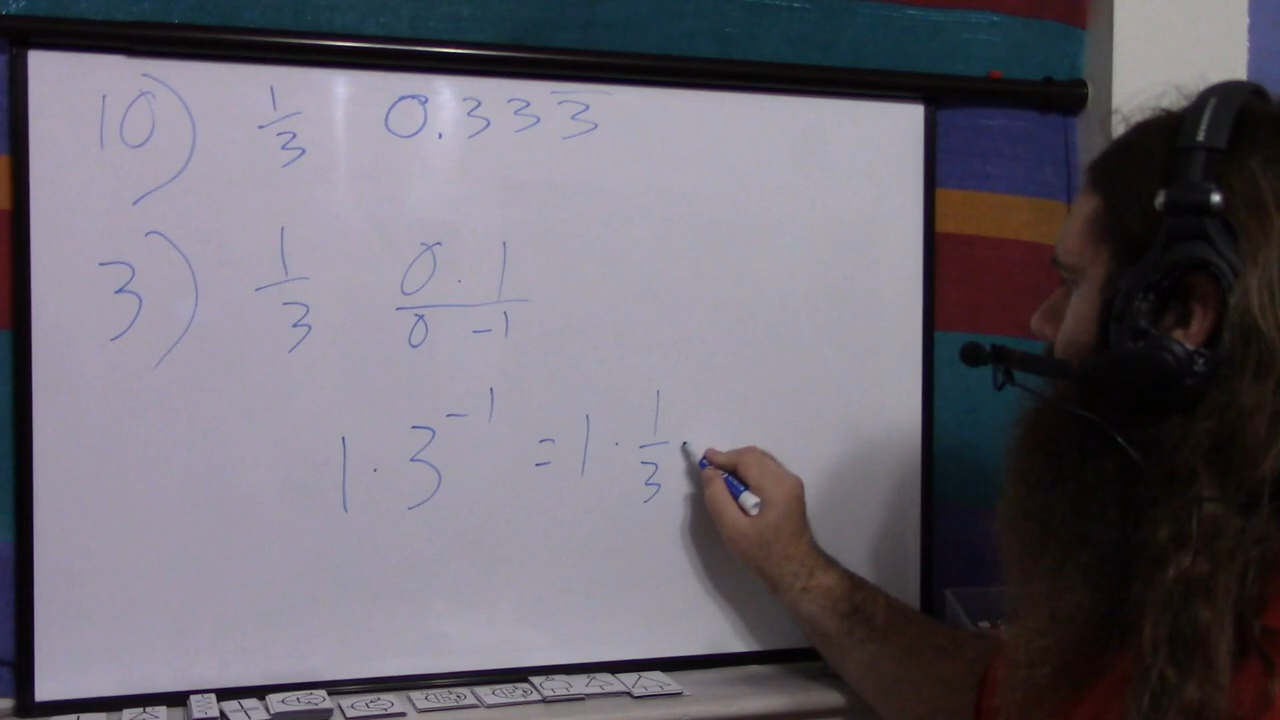 10) 1/3 0.333̅
3) 1/3 0.1
0 -1
1·3⁻¹ = 1·1/3